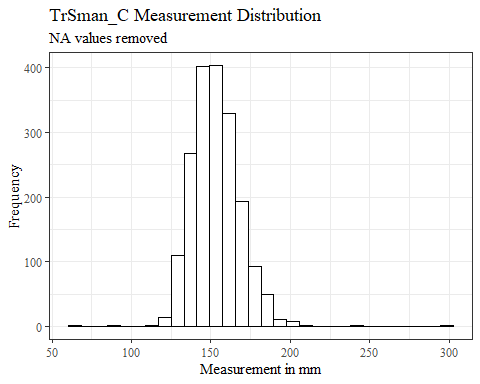 TrSman_C Measurement Distribution
NA values removed
400
300
200
100
0
Frequency
50
100
150
200
250
300
Measurement in mm